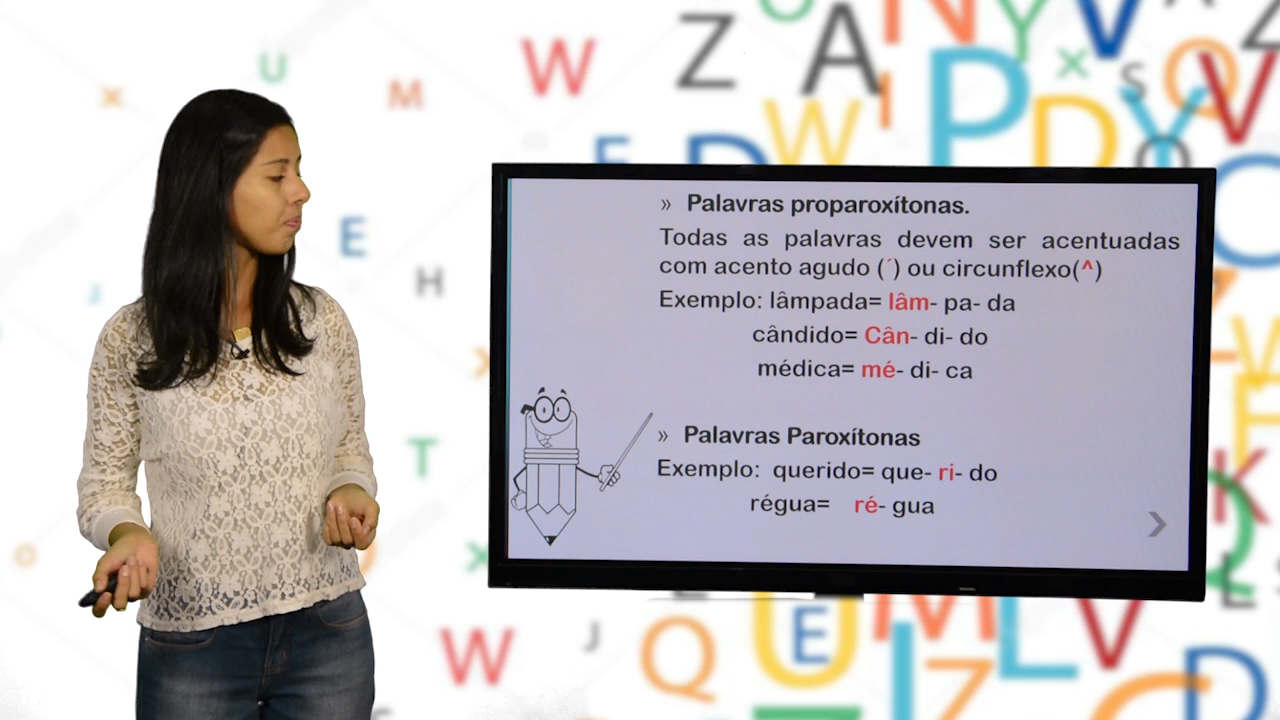 » Palavras proparoxítonas.
Todas as palavras devem ser acentuadas
com acento agudo (´) ou circunflexo(^)
Exemplo: lâmpada= lâm- pa- da
cândido= Cân- di- do
médica= mé- di- ca
» Palavras Paroxítonas
Exemplo: querido= que- ri- do
régua= ré- gua